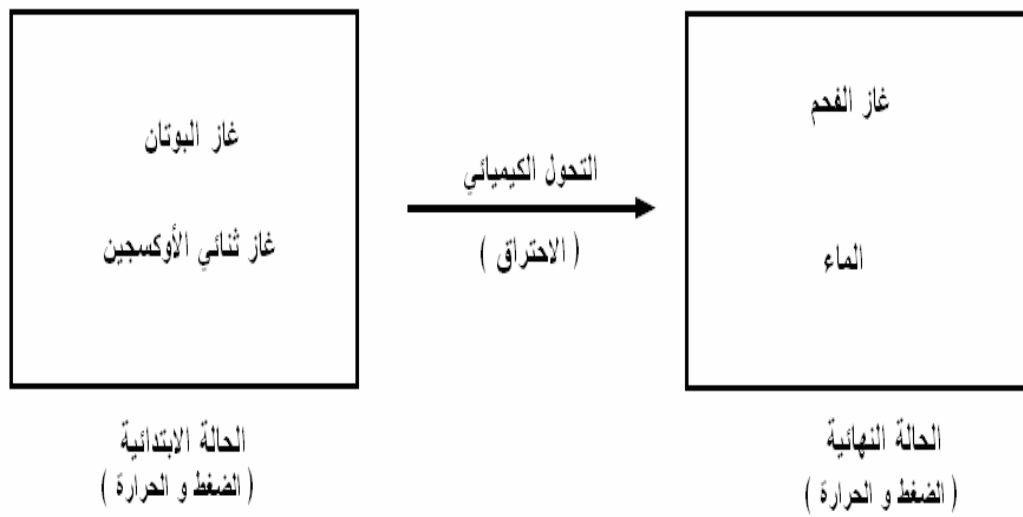 غاز البوتان
غاز ثنائي الأوكسجين
الحالة الابتدائية
( الضغط و الحرارة )
التحول الكيميائي
( الاحتراق )
غاز الفحم
الماء
الحالة النهائية
( الضغط و الحرارة )